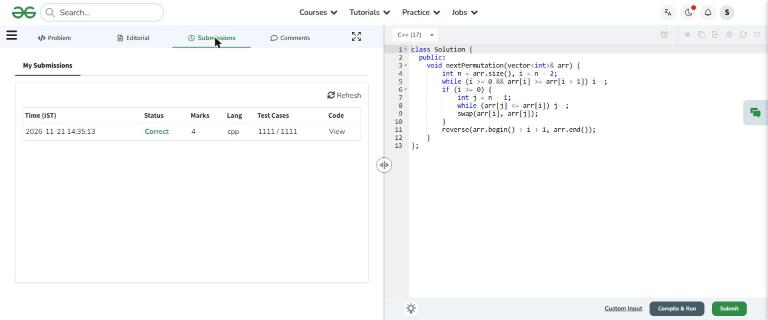 Search...
Courses Tutorials Practice Jobs
S
Problem Editorial Submissions Comments
C++ (17)
My Submissions
Refresh
Time (IST) Status Marks Lang Test Cases Code
2026-11-21 14:35:13 Correct 4 cpp 1111 / 1111 View
1 class Solution {
2 public:
3 void nextPermutation(vector<int>& arr) {
4 int n = arr.size(), i = n - 2;
5 while (i >= 0 && arr[i] >= arr[i + 1]) i--;
6 if (i >= 0) {
7 int j = n - 1;
8 while (arr[j] <= arr[i]) j--;
9 swap(arr[i], arr[j]);
10 }
11 reverse(arr.begin() + i + 1, arr.end());
12 }
13 };
Custom Input Compile & Run Submit